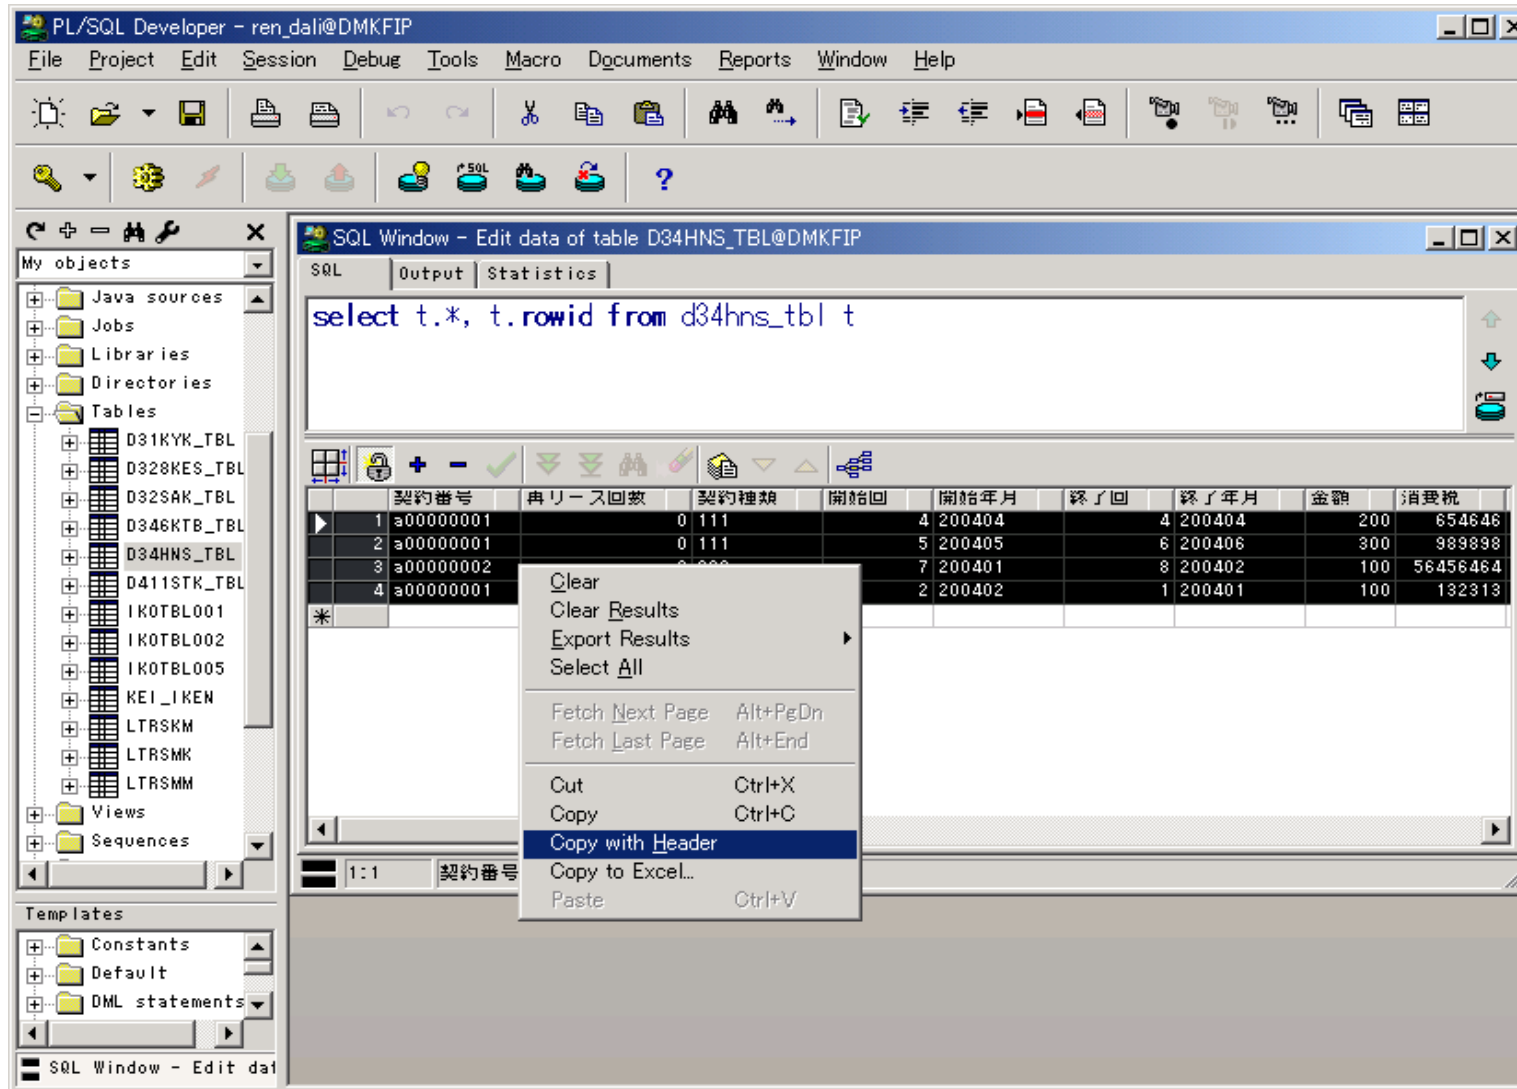 PL/SQL Developer - ren_dali@DMKFIP
File Project Edit Session Debug Tools Macro Documents Reports Window Help
SQL
?
My objects
Java sources
Jobs
Libraries
Directories
Tables
D31KYK_TBL
D328KES_TBL
D32SAK_TBL
D346KTB_TBL
D34HNS_TBL
D411STK_TBL
IKOTBL001
IKOTBL002
IKOTBL005
KEI_IKEN
LTRSKM
LTRSMK
LTRSMM
Views
Sequences
Templates
Constants
Default
DML statements
SQL Window - Edit dat
SQL Window - Edit data of table D34HNS_TBL@DMKFIP
SQL Output Statistics
select t.*, t.rowid from d34hns_tbl t
契約番号 再リース回数 契約種類 開始回 開始年月 終了回 終了年月 金額 消費税
1 a00000001 0 111 4 200404 4 200404 200 654646
2 a00000001 0 111 5 200405 6 200406 300 989898
3 a00000002 7 200401 8 200402 100 56456464
4 a00000001 2 200402 1 200401 100 132313
Clear
Clear Results
Export Results
Select All
Fetch Next Page Alt+PgDn
Fetch Last Page Alt+End
Cut Ctrl+X
Copy Ctrl+C
Copy with Header
Copy to Excel...
Paste Ctrl+V
1:1 契約番号